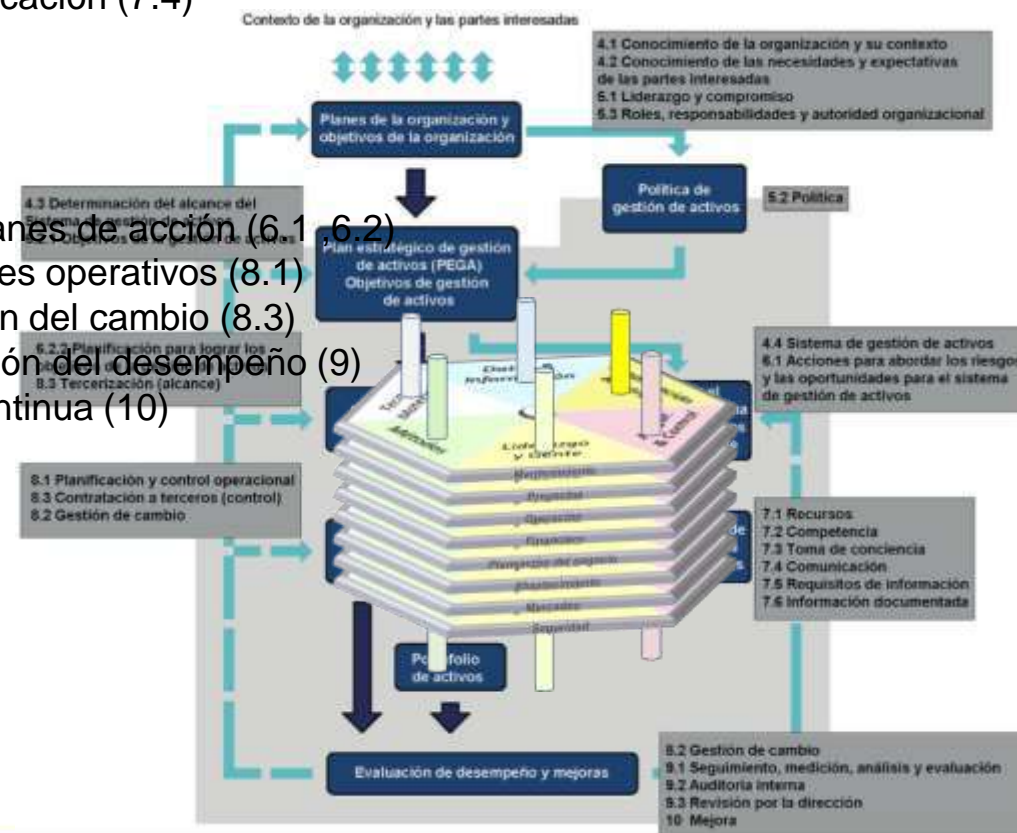 cación (7.4)
Contexto de la organización y las partes interesadas
4.1 Conocimiento de la organización y su contexto
4.2 Conocimiento de las necesidades y expectativas
de las partes interesadas
5.1 Liderazgo y compromiso
5.3 Roles, responsabilidades y autoridad organizacional
Planes de la organización y
objetivos de la organización
Política de
gestión de activos
5.2 Política
4.3 Determinación del alcance del
anes de acción (6.1 ,6.2)
es operativos (8.1)
n del cambio (8.3)
ón del desempeño (9)
ntinua (10)
Plan estratégico de gestión
de activos (PEGA)
Objetivos de gestión
de activos
8.3 Tercerización (alcance)
4.4 Sistema de gestión de activos
6.1 Acciones para abordar los riesgos
y las oportunidades para el sistema
de gestión de activos
Métodos
Liderazgo
y Gente
& Control
8.1 Planificación y control operacional
8.3 Contratación a terceros (control)
8.2 Gestión de cambio
7.1 Recursos
7.2 Competencia
7.3 Toma de conciencia
7.4 Comunicación
7.5 Requisitos de información
7.6 Información documentada
Proyectos
Operación
Financiero
Mercadeo
Seguridad
de activos
Evaluación de desempeño y mejoras
8.2 Gestión de cambio
9.1 Seguimiento, medición, análisis y evaluación
9.2 Auditoria interna
9.3 Revisión por la dirección
10 Mejora